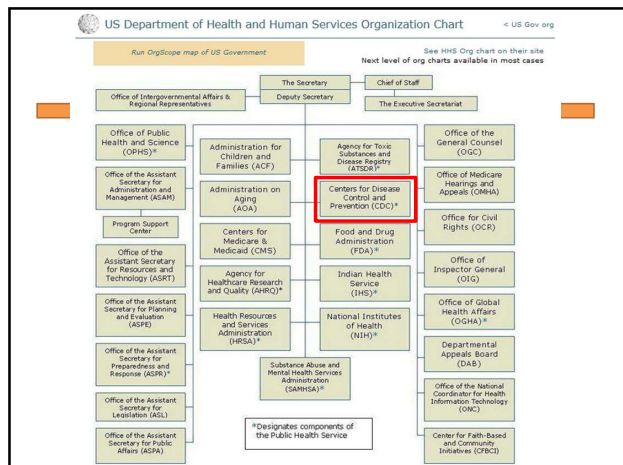 US Department of Health and Human Services Organization Chart
< US Gov org
Run OrgScope map of US Government
See HHS Org chart on their site
Next level of org charts available in most cases
The Secretary
Deputy Secretary
Chief of Staff
The Executive Secretariat
Office of Intergovernmental Affairs &
Regional Representatives
Office of Public
Health and Science
(OPHS)*
Office of the Assistant
Secretary for
Administration and
Management (ASAM)
Program Support
Center
Office of the
Assistant Secretary
for Resources and
Technology (ASRT)
Office of the Assistant
Secretary for Planning
and Evaluation
(ASPE)
Office of the Assistant
Secretary for
Preparedness and
Response (ASPR)*
Office of the Assistant
Secretary for
Legislation (ASL)
Office of the Assistant
Secretary for Public
Affairs (ASPA)
Administration for
Children and
Families (ACF)
Administration on
Aging
(AOA)
Centers for
Medicare &
Medicaid (CMS)
Agency for
Healthcare Research
and Quality (AHRQ)*
Health Resources
and Services
Administration
(HRSA)*
Agency for Toxic
Substances and
Disease Registry
(ATSDR)*
Centers for Disease
Control and
Prevention (CDC)*
Food and Drug
Administration
(FDA)*
Indian Health
Service
(IHS)*
National Institutes
of Health
(NIH)*
Substance Abuse and
Mental Health Services
Administration
(SAMHSA)*
*Designates components of
the Public Health Service
Office of the
General Counsel
(OGC)
Office of Medicare
Hearings and
Appeals (OMHA)
Office for Civil
Rights (OCR)
Office of
Inspector General
(OIG)
Office of Global
Health Affairs
(OGHA)*
Departmental
Appeals Board
(DAB)
Office of the National
Coordinator for Health
Information Technology
(ONC)
Center for Faith-Based
and Community
Initiatives (CFBCI)